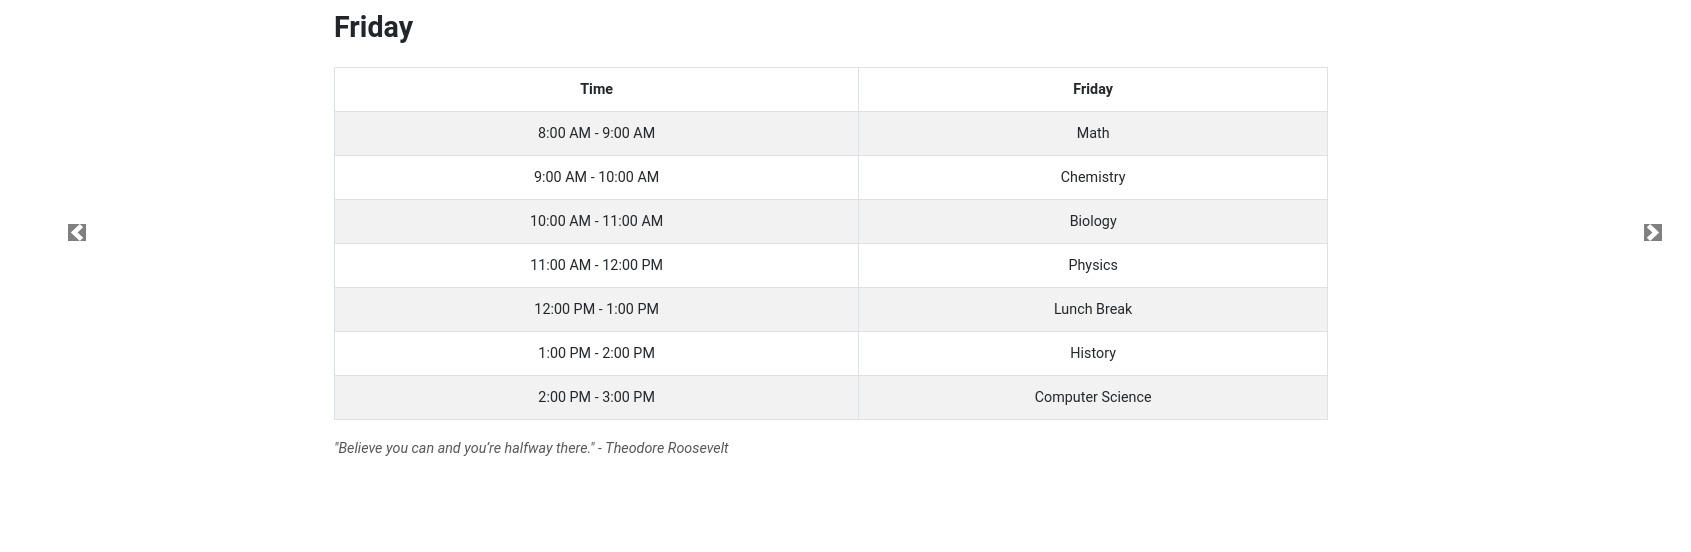 Friday
Time Friday
8:00 AM - 9:00 AM Math
9:00 AM - 10:00 AM Chemistry
10:00 AM - 11:00 AM Biology
11:00 AM - 12:00 PM Physics
12:00 PM - 1:00 PM Lunch Break
1:00 PM - 2:00 PM History
2:00 PM - 3:00 PM Computer Science
"Believe you can and you're halfway there." - Theodore Roosevelt